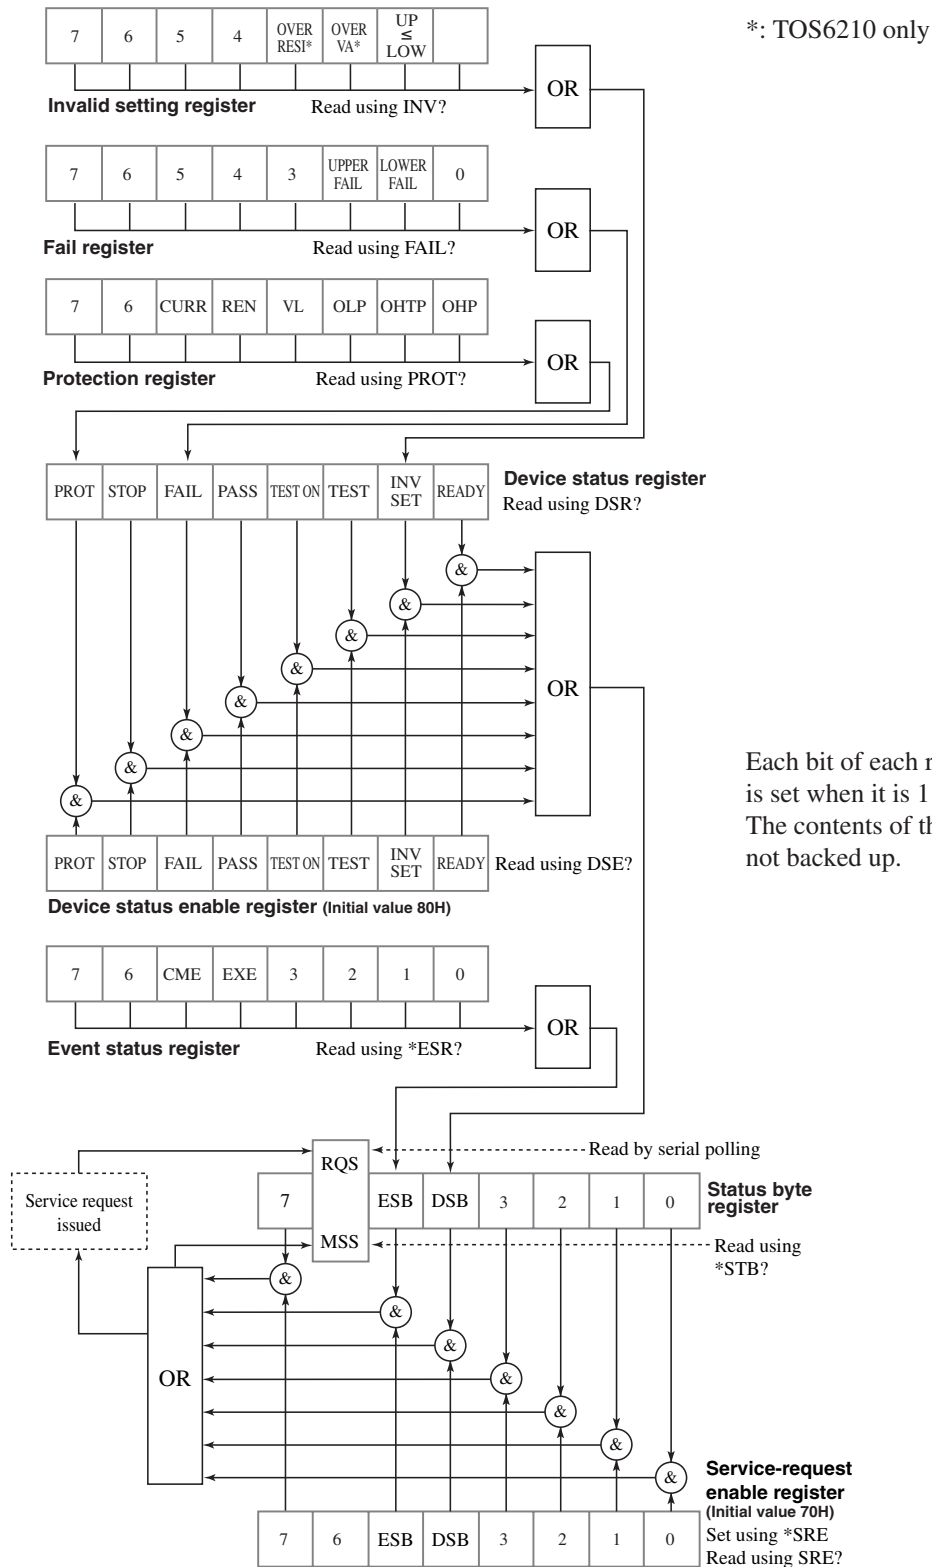 *: TOS6210 only
7 6 5 4 OVER RESI* OVER VA* UP ≦ LOW
OR
Invalid setting register Read using INV?
7 6 5 4 3 UPPER FAIL LOWER FAIL 0
OR
Fail register Read using FAIL?
7 6 CURR REN VL OLP OHTP OHP
OR
Protection register Read using PROT?
PROT STOP FAIL PASS TEST ON TEST INV SET READY
Device status register
Read using DSR?
&
&
&
&
&
&
&
&
OR
PROT STOP FAIL PASS TEST ON TEST INV SET READY
Read using DSE?
Device status enable register (Initial value 80H)
Each bit of each r
is set when it is 1
The contents of th
not backed up.
7 6 CME EXE 3 2 1 0
OR
Event status register Read using *ESR?
Read by serial polling
RQS
7 ESB DSB 3 2 1 0
Status byte
register
MSS
Read using
*STB?
Service request
issued
&
&
&
&
&
&
&
OR
Service-request
enable register
(Initial value 70H)
7 6 ESB DSB 3 2 1 0
Set using *SRE
Read using SRE?